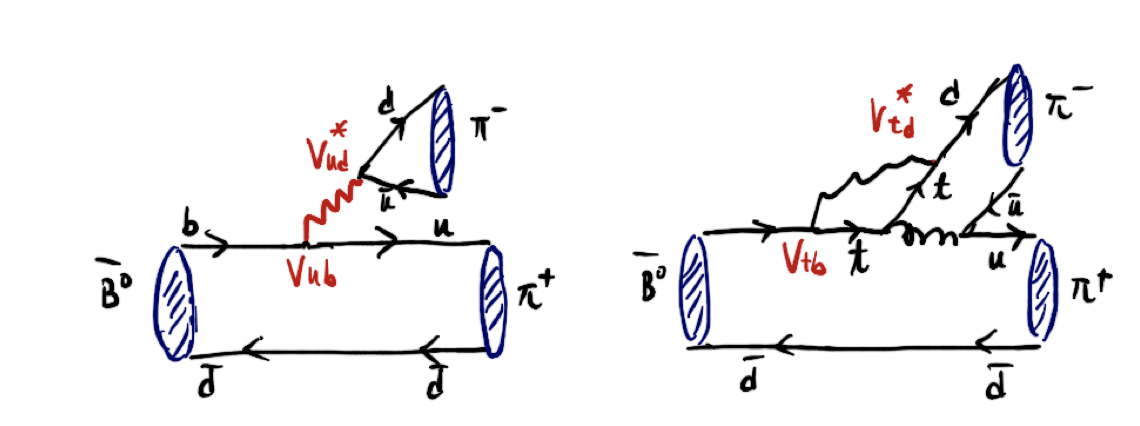 d
π⁻
V*ud
ū
b
u
Vub
B̄⁰
π⁺
d̄
d̄
d
π⁻
V*td
t
ū
Vtb
t
u
B̄⁰
π⁺
d̄
d̄